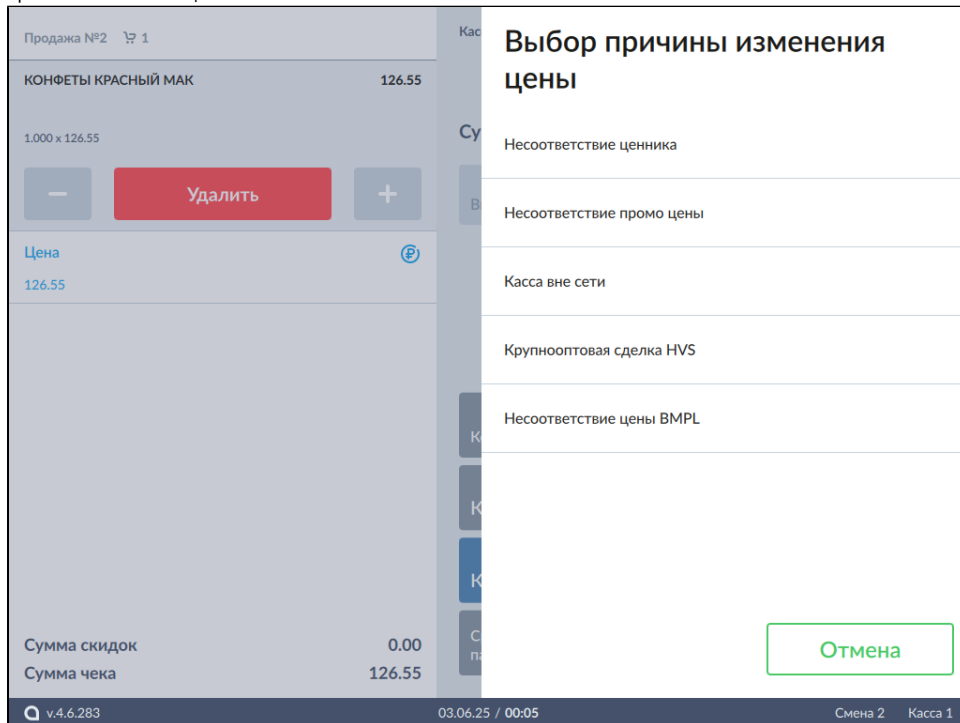 Продажа №2 1
КОНФЕТЫ КРАСНЫЙ МАК 126.55
1.000 x 126.55
− Удалить +
Цена
126.55
Сумма скидок 0.00
Сумма чека 126.55
Выбор причины изменения
цены
Несоответствие ценника
Несоответствие промо цены
Касса вне сети
Крупнооптовая сделка HVS
Несоответствие цены BMPL
Отмена
v.4.6.283 03.06.25 / 00:05 Смена 2 Касса 1